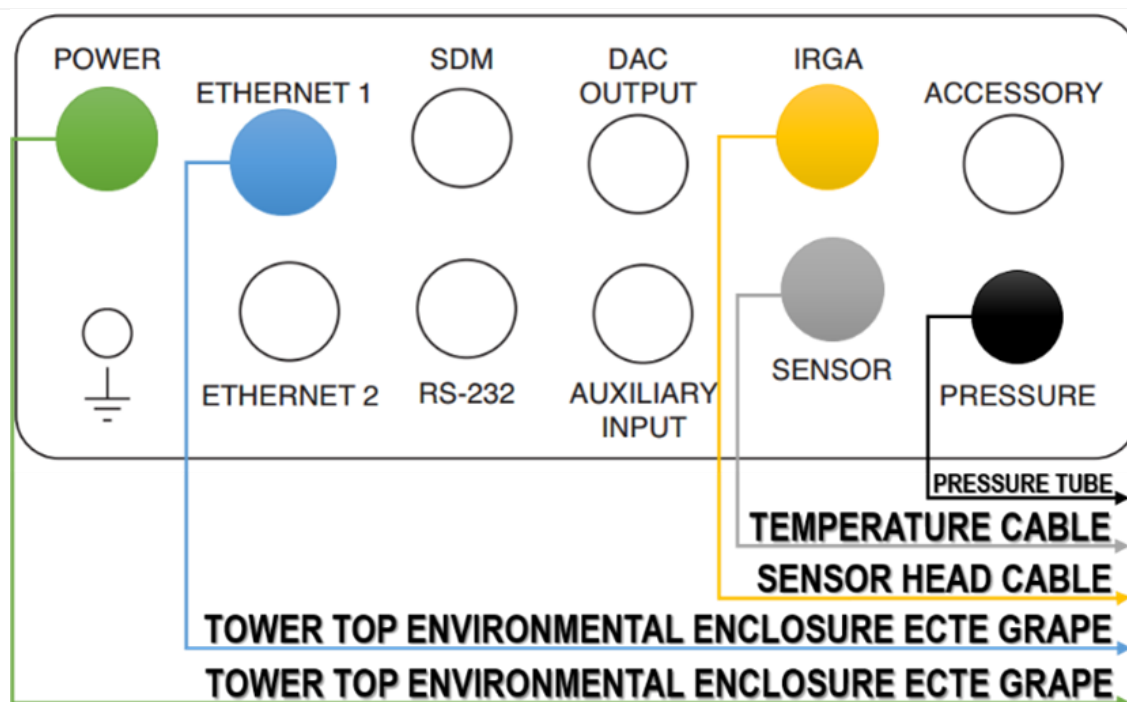 POWER
ETHERNET 1
SDM
DAC
OUTPUT
IRGA
ACCESSORY
ETHERNET 2
RS-232
AUXILIARY
INPUT
SENSOR
PRESSURE
PRESSURE TUBE
TEMPERATURE CABLE
SENSOR HEAD CABLE
TOWER TOP ENVIRONMENTAL ENCLOSURE ECTE GRAPE
TOWER TOP ENVIRONMENTAL ENCLOSURE ECTE GRAPE